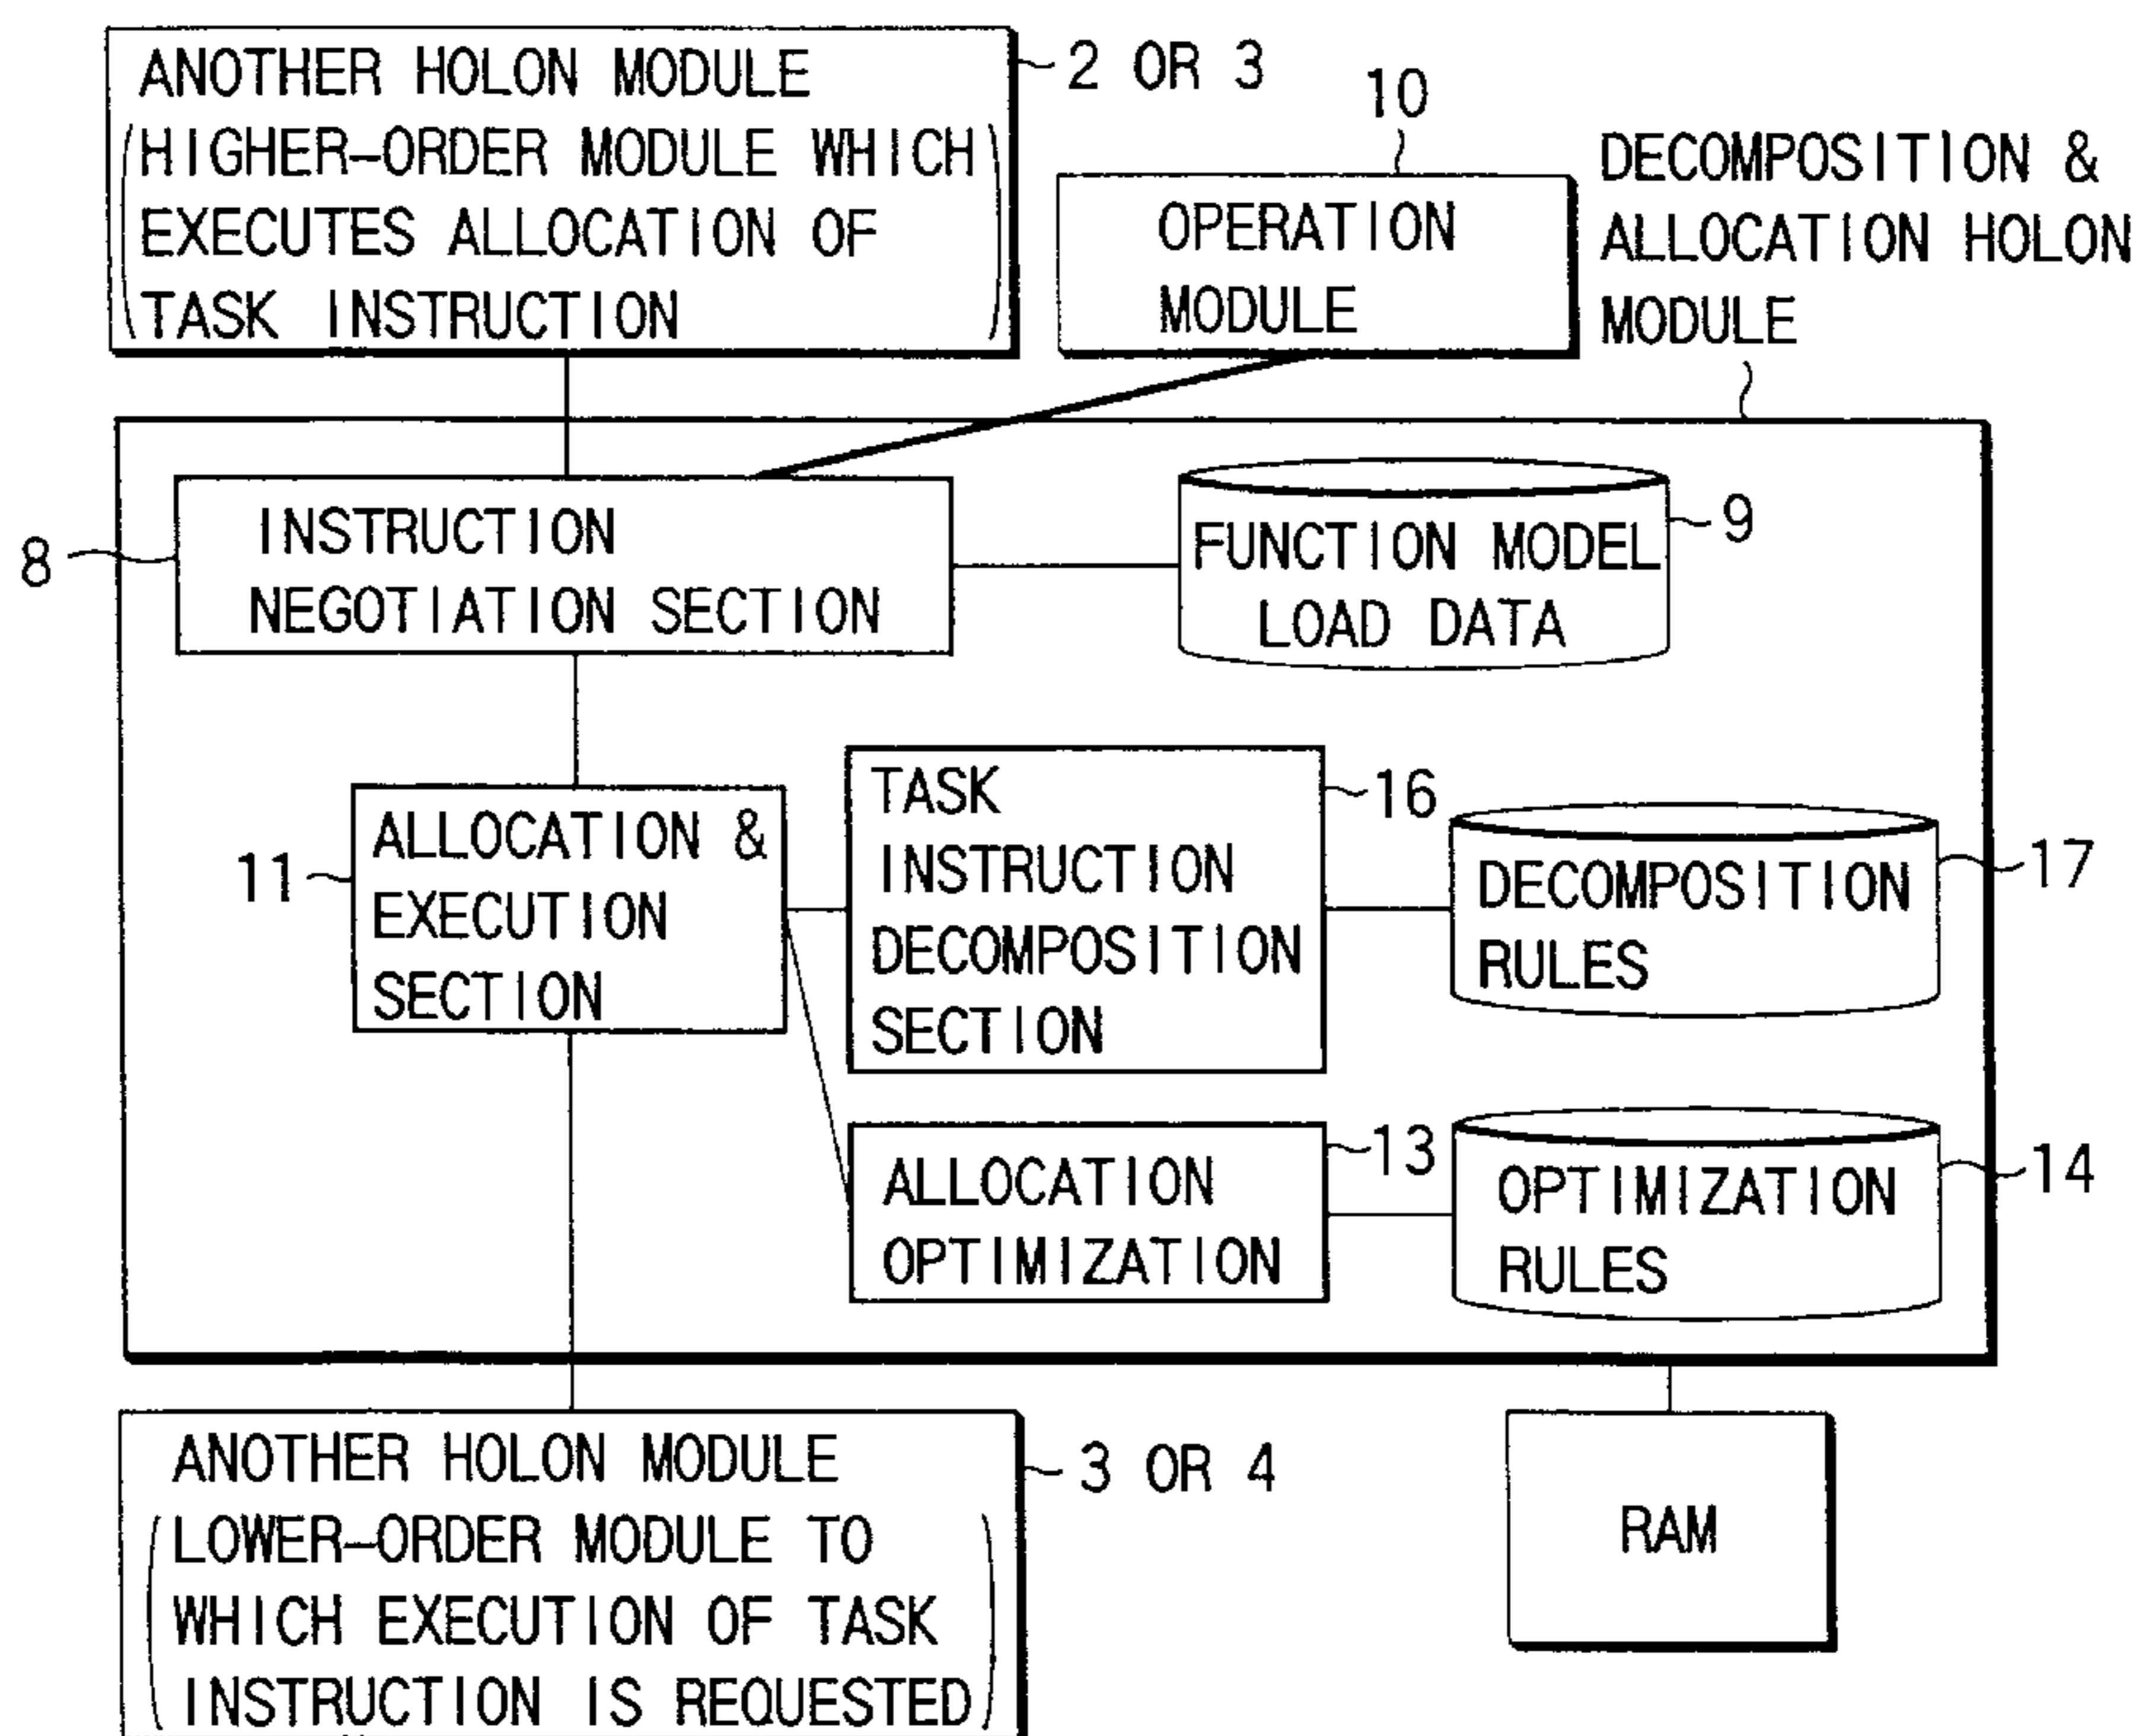 ANOTHER HOLON MODULE
HIGHER-ORDER MODULE WHICH
EXECUTES ALLOCATION OF
TASK INSTRUCTION
2 OR 3
10
OPERATION
MODULE
DECOMPOSITION &
ALLOCATION HOLON
MODULE
8
INSTRUCTION
NEGOTIATION SECTION
FUNCTION MODEL
LOAD DATA
9
11
ALLOCATION &
EXECUTION
SECTION
TASK
INSTRUCTION
DECOMPOSITION
SECTION
16
DECOMPOSITION
RULES
17
ALLOCATION
OPTIMIZATION
13
OPTIMIZATION
RULES
14
ANOTHER HOLON MODULE
LOWER-ORDER MODULE TO
WHICH EXECUTION OF TASK
INSTRUCTION IS REQUESTED
3 OR 4
RAM